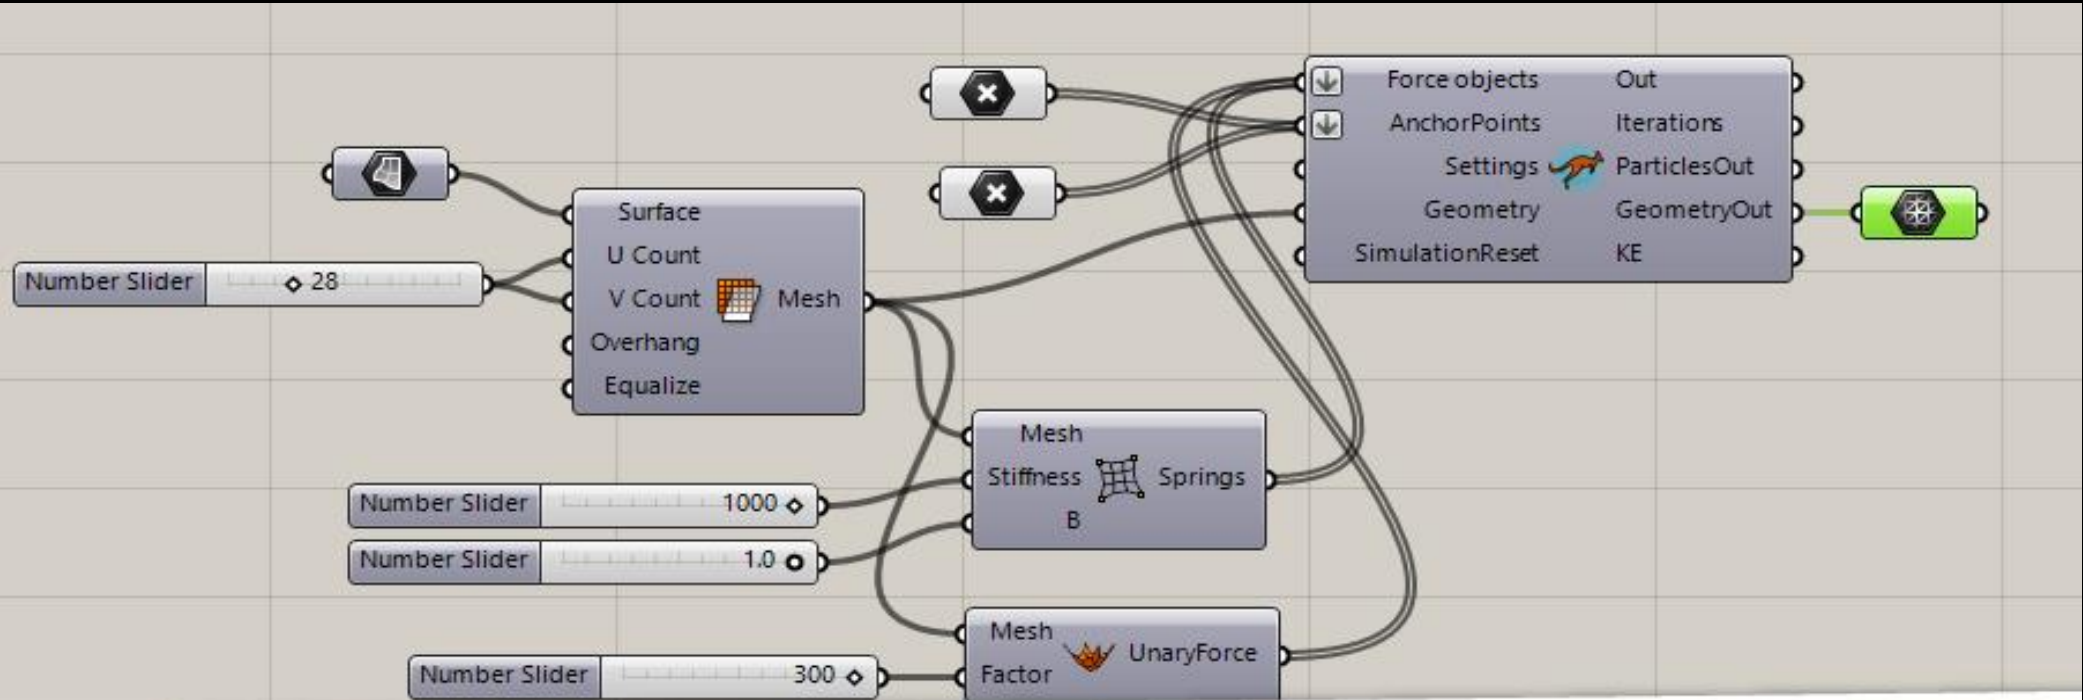 Number Slider 28
Surface
U Count
V Count
Overhang
Equalize
Mesh
Force objects
AnchorPoints
Settings
Geometry
SimulationReset
Out
Iterations
ParticlesOut
GeometryOut
KE
Number Slider 1000
Number Slider 1.0
Mesh
Stiffness
B
Springs
Number Slider 300
Mesh
Factor
UnaryForce